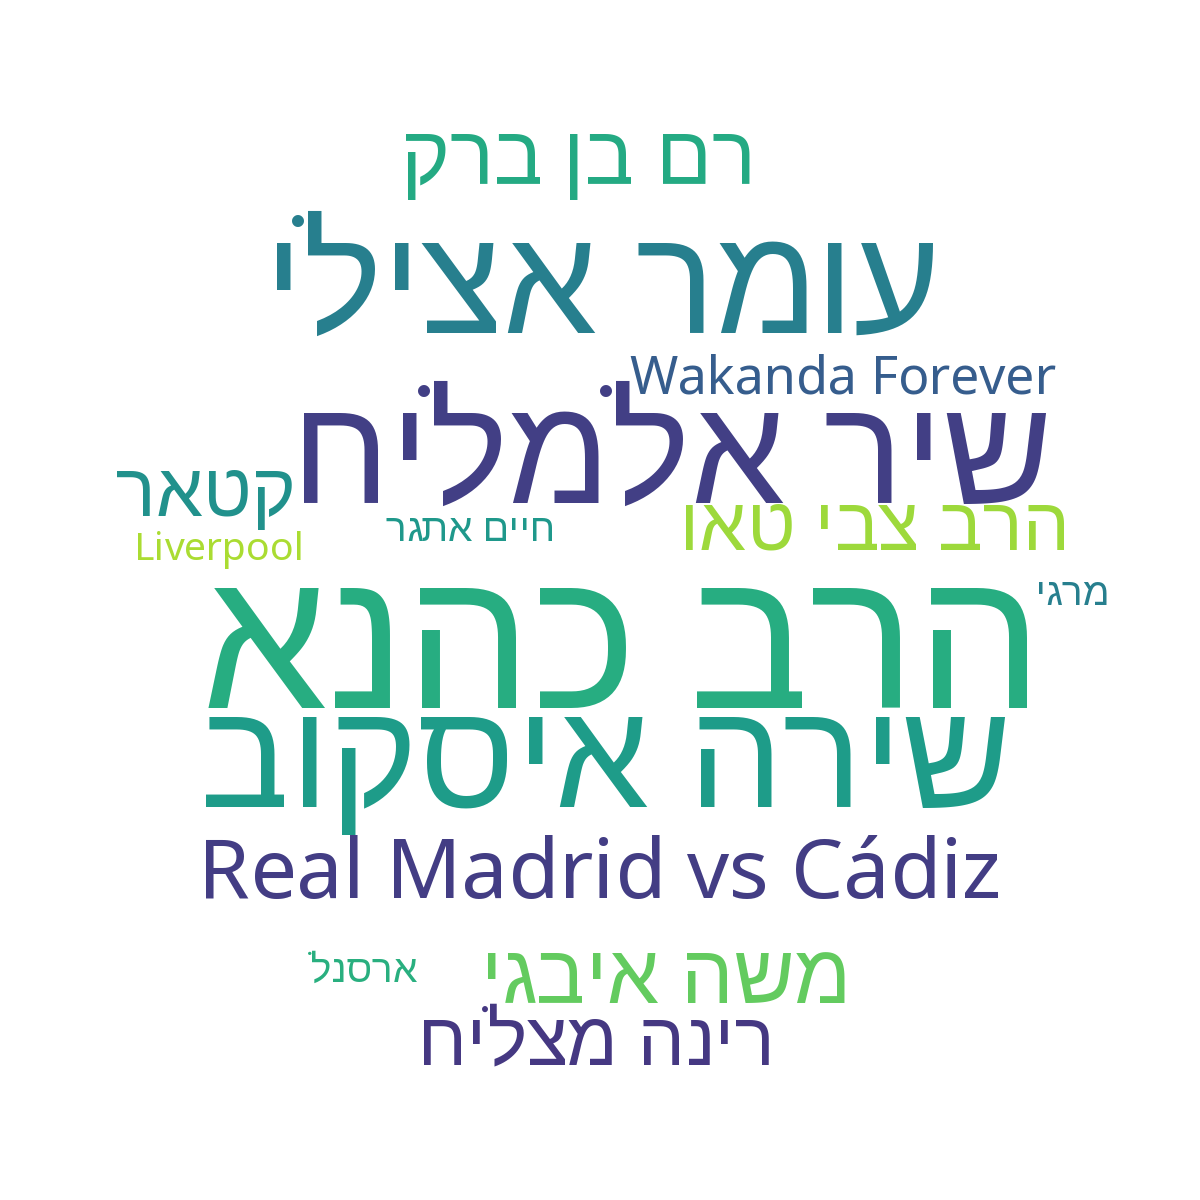 רם בן ברק
עומר אצילי
Wakanda Forever
שיר אלמליח
קטאר
הרב צבי טאו
חיים אתגר
Liverpool
הרב כהנא
מרגי
שירה איסקוב
Real Madrid vs Cádiz
משה איבגי
ארסנל
רינה מצליח